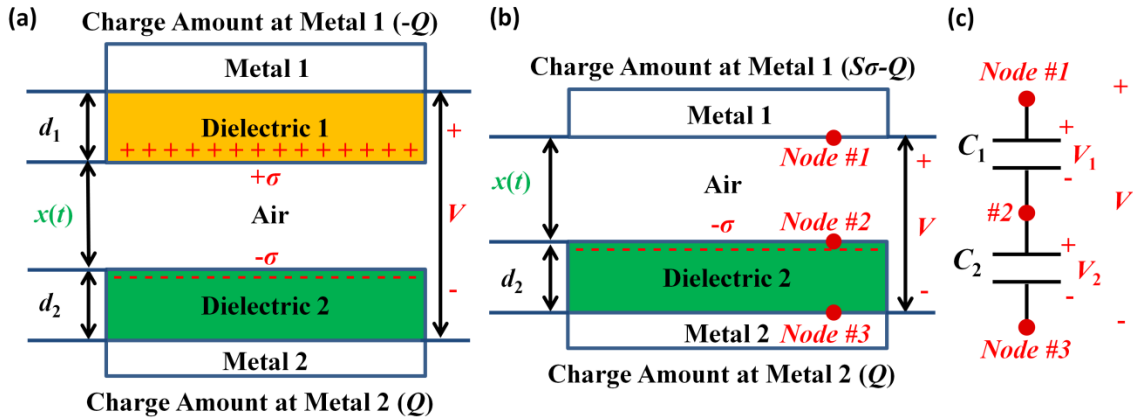 (a)
Charge Amount at Metal 1 (-Q)
Metal 1
d₁
Dielectric 1
+ + + + + + + + + + + + +
+σ
x(t)
Air
-σ
d₂
Dielectric 2
Metal 2
Charge Amount at Metal 2 (Q)
+
V
-
(b)
Charge Amount at Metal 1 (Sσ-Q)
Metal 1
Node #1
x(t)
Air
-σ
Node #2
d₂
Dielectric 2
Node #3
Metal 2
Charge Amount at Metal 2 (Q)
+
V
-
(c)
Node #1
+
C₁
+
V₁
-
#2
V
C₂
+
V₂
-
-
Node #3